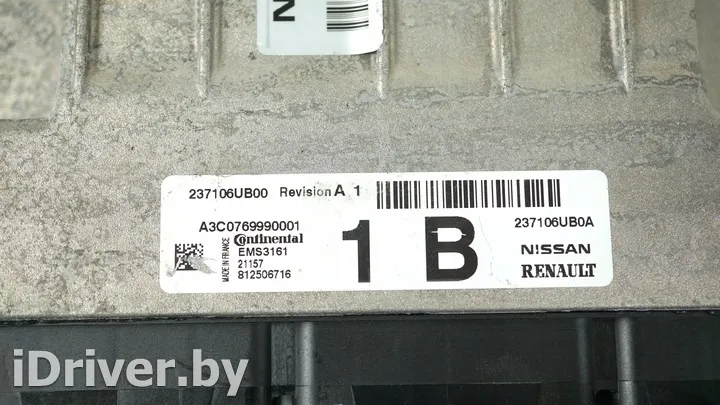 N
237106UB00 Revision A 1
A3C0769990001
Continental
EMS3161
21157
812506716
MADE IN FRANCE
1 B
237106UB0A
NISSAN
RENAULT
iDriver.by